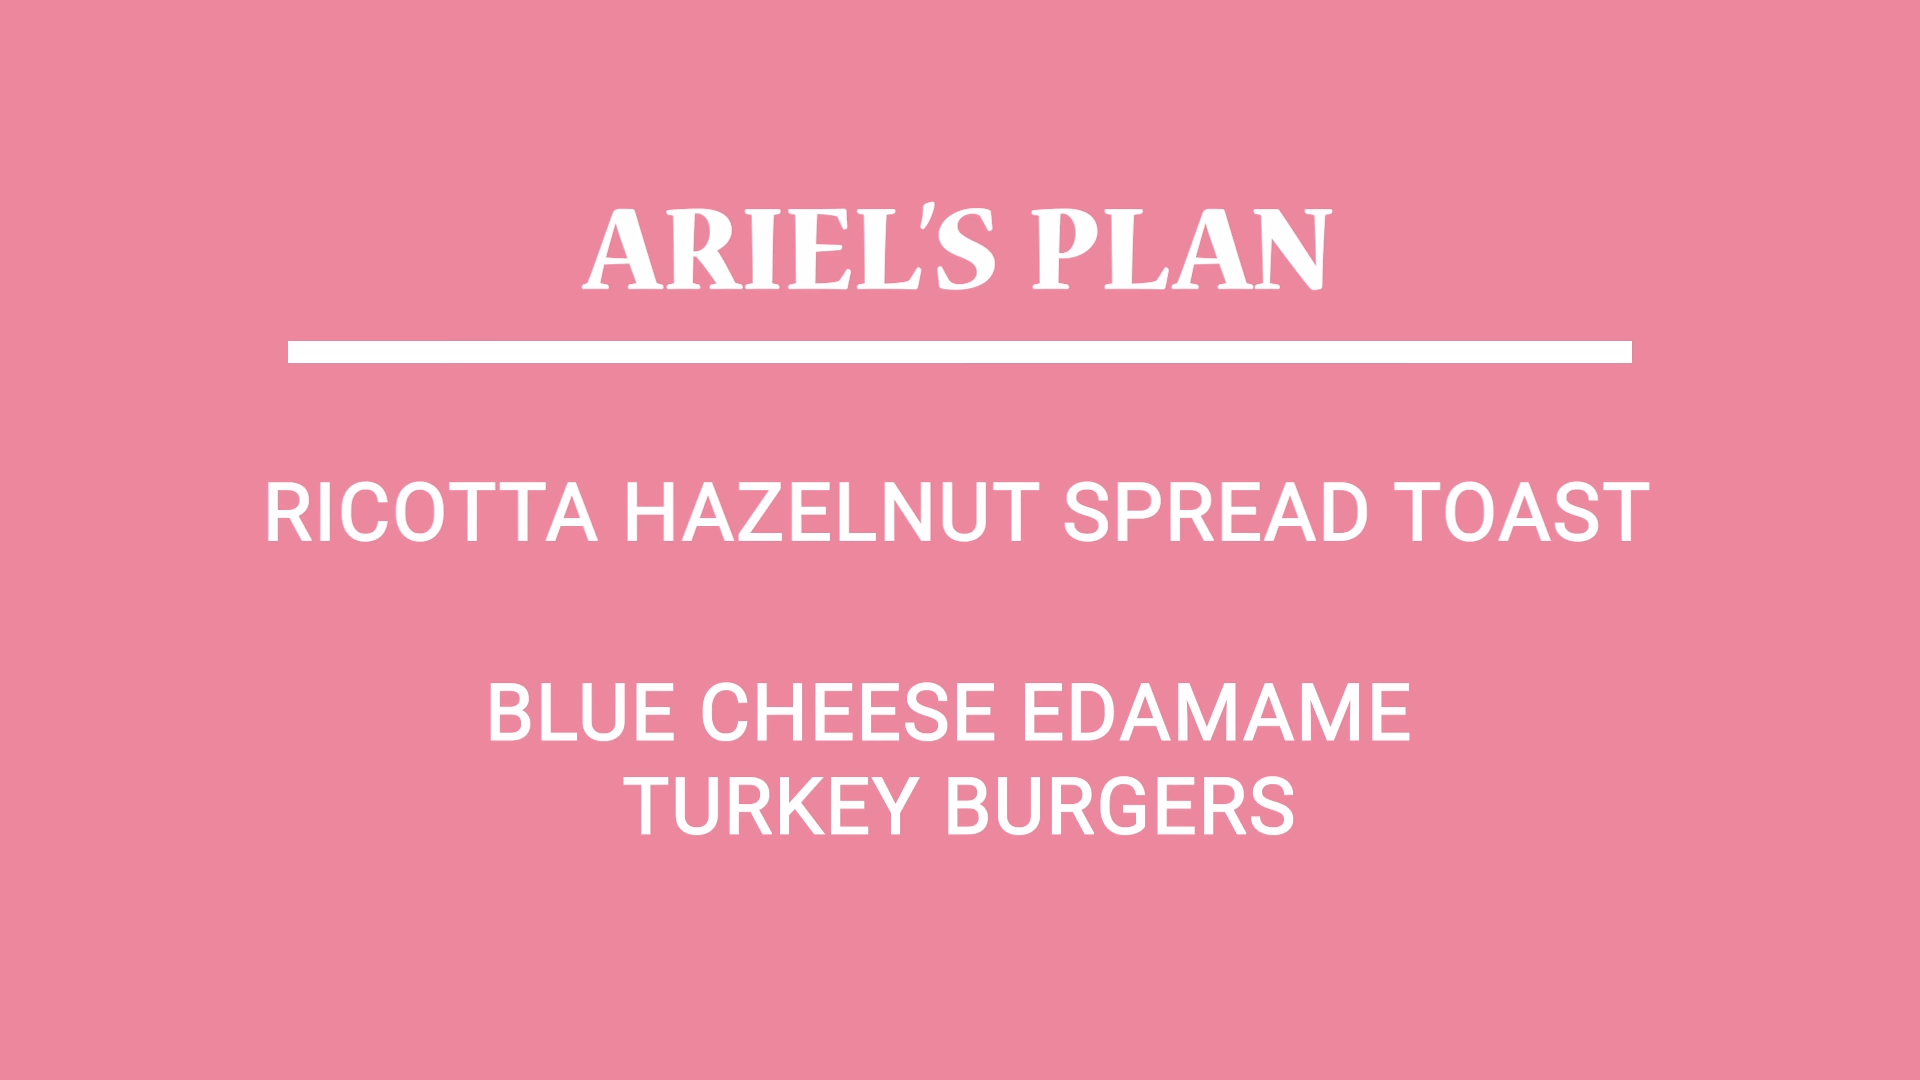 ARIEL'S PLAN
RICOTTA HAZELNUT SPREAD TOAST
BLUE CHEESE EDAMAME
TURKEY BURGERS